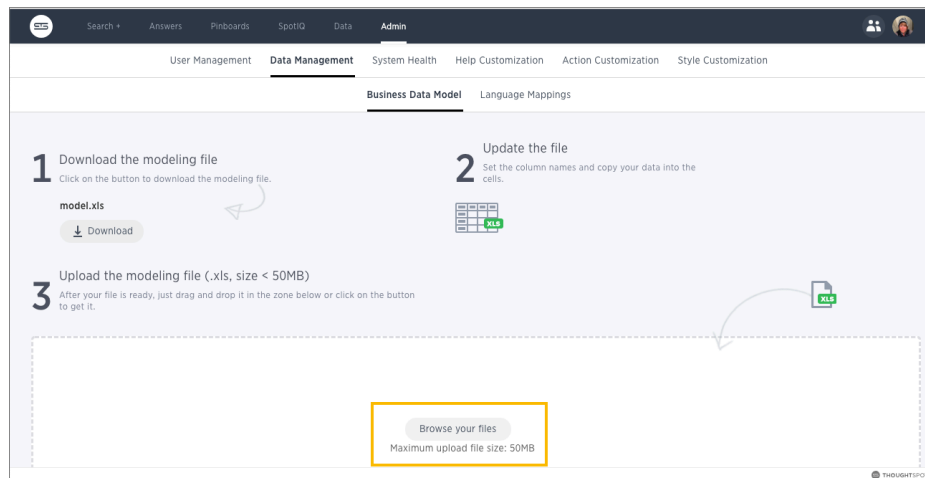 STS Search + Answers Pinboards SpotIQ Data Admin
User Management Data Management System Health Help Customization Action Customization Style Customization
Business Data Model Language Mappings
1 Download the modeling file
Click on the button to download the modeling file.
model.xls
Download
2 Update the file
Set the column names and copy your data into the
cells.
XLS
3 Upload the modeling file (.xls, size < 50MB)
After your file is ready, just drag and drop it in the zone below or click on the button
to get it.
XLS
Browse your files
Maximum upload file size: 50MB
THOUGHTSPO